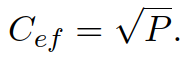 $C_{ef} = \sqrt{P}.$